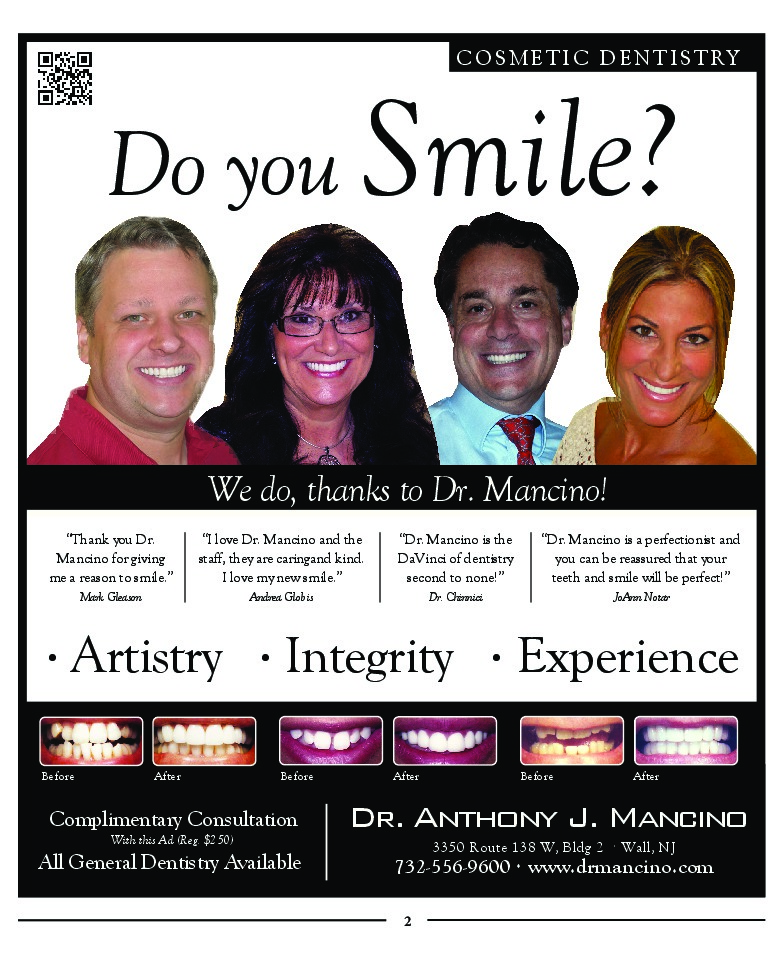 COSMETIC DENTISTRY
Do you Smile?
We do, thanks to Dr. Mancino!
“Thank you Dr.
Mancino for giving
me a reason to smile.”
Mark Gleason
“I love Dr. Mancino and the
staff, they are caringand kind.
I love my new smile.”
Andrea Globis
“Dr. Mancino is the
DaVinci of dentistry
second to none!”
Dr. Chinnici
“Dr. Mancino is a perfectionist and
you can be reassured that your
teeth and smile will be perfect!”
JoAnn Notar
· Artistry · Integrity · Experience
Before After Before After Before After
Complimentary Consultation
With this Ad (Reg. $250)
All General Dentistry Available
DR. ANTHONY J. MANCINO
3350 Route 138 W, Bldg 2 · Wall, NJ
732-556-9600 · www.drmancino.com
2